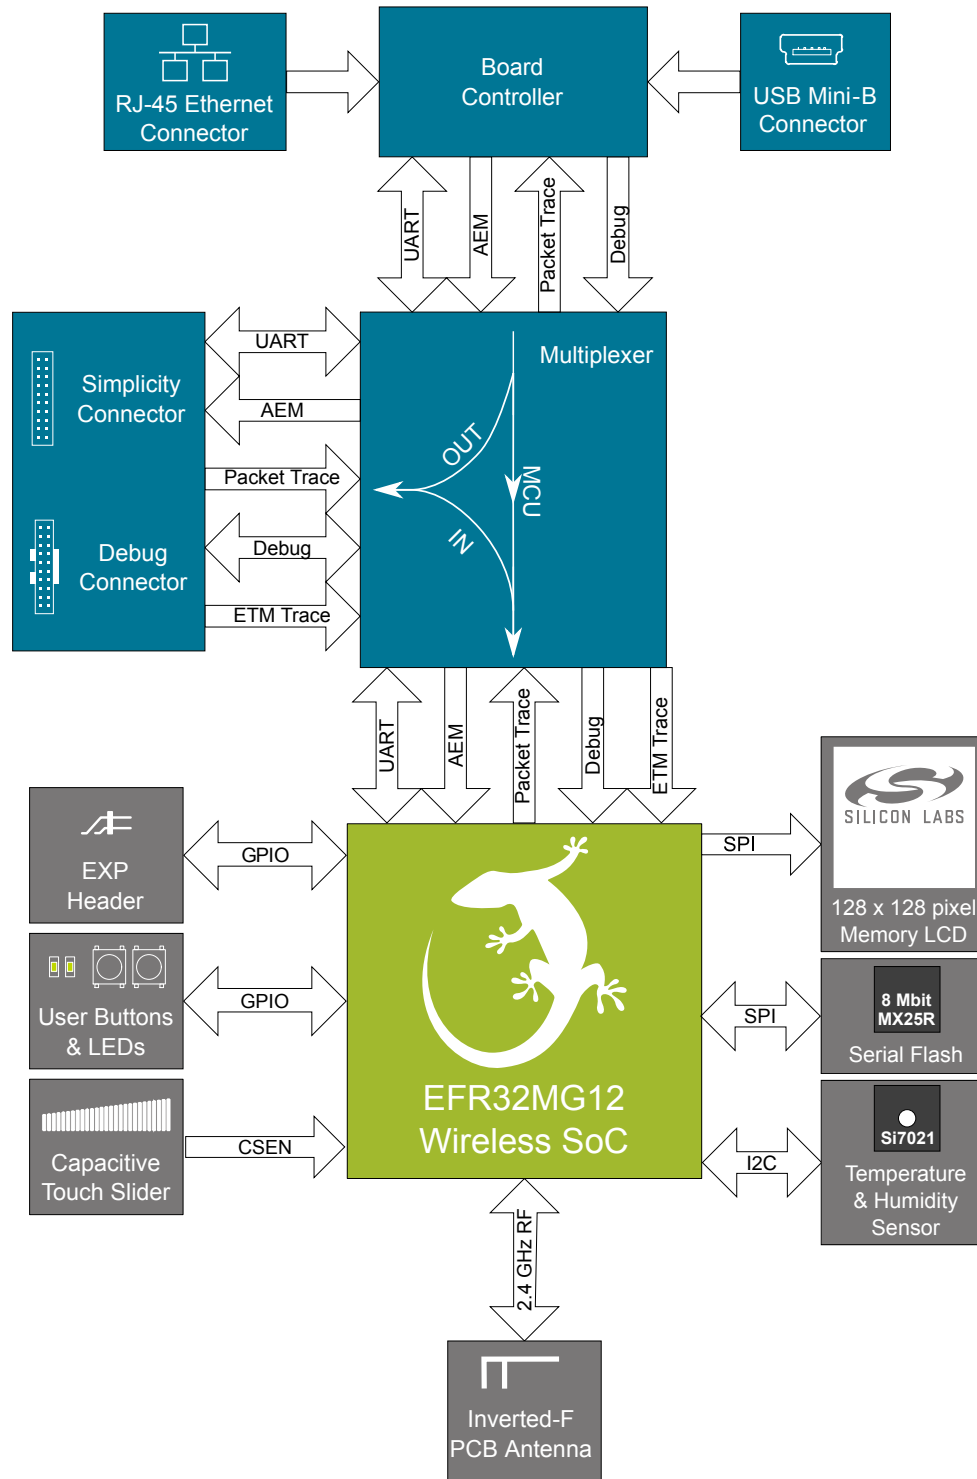 RJ-45 Ethernet
Connector
Board
Controller
USB Mini-B
Connector
UART
AEM
Packet Trace
Debug
Simplicity
Connector
Debug
Connector
UART
AEM
Packet Trace
Debug
ETM Trace
Multiplexer
OUT
MCU
IN
UART
AEM
Packet Trace
Debug
ETM Trace
EXP
Header
GPIO
User Buttons
& LEDs
GPIO
Capacitive
Touch Slider
CSEN
EFR32MG12
Wireless SoC
SPI
SILICON LABS
128 x 128 pixel
Memory LCD
SPI
8 Mbit
MX25R
Serial Flash
I2C
Si7021
Temperature
& Humidity
Sensor
2.4 GHz RF
Inverted-F
PCB Antenna